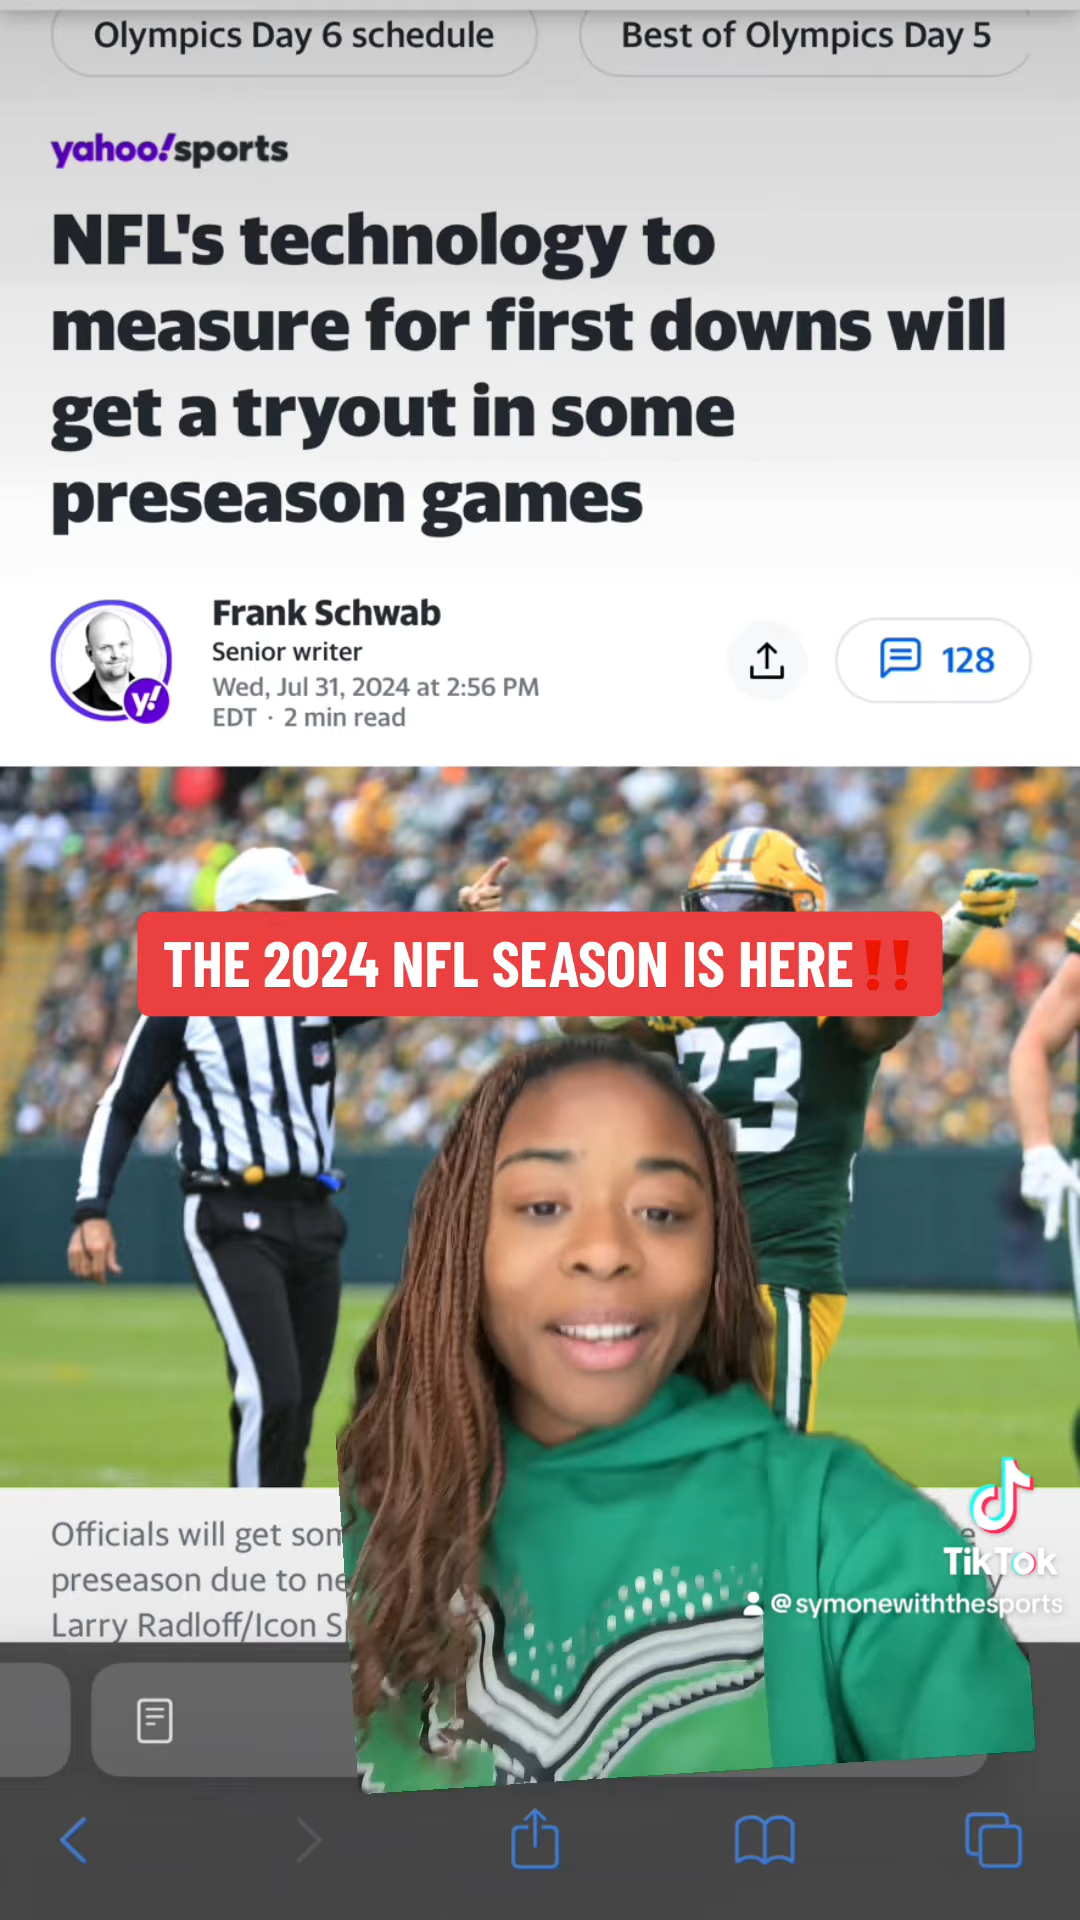 Olympics Day 6 schedule
Best of Olympics Day 5
yahoo!sports
NFL's technology to
measure for first downs will
get a tryout in some
preseason games
Frank Schwab
Senior writer
Wed, Jul 31, 2024 at 2:56 PM
EDT · 2 min read
128
y!
THE 2024 NFL SEASON IS HERE‼️
23
Officials will get som
preseason due to ne
Larry Radloff/Icon S
TikTok
@symonewiththesports